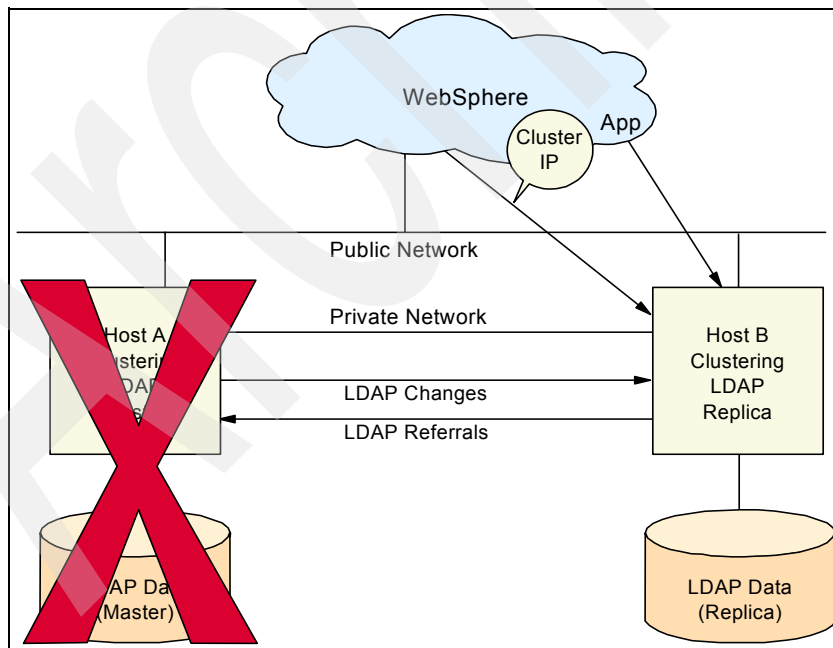 WebSphere
App
Cluster
IP
Public Network
Private Network
Host A
LDAP Changes
LDAP Referrals
Host B
Clustering
LDAP
Replica
(Master)
LDAP Data
(Replica)